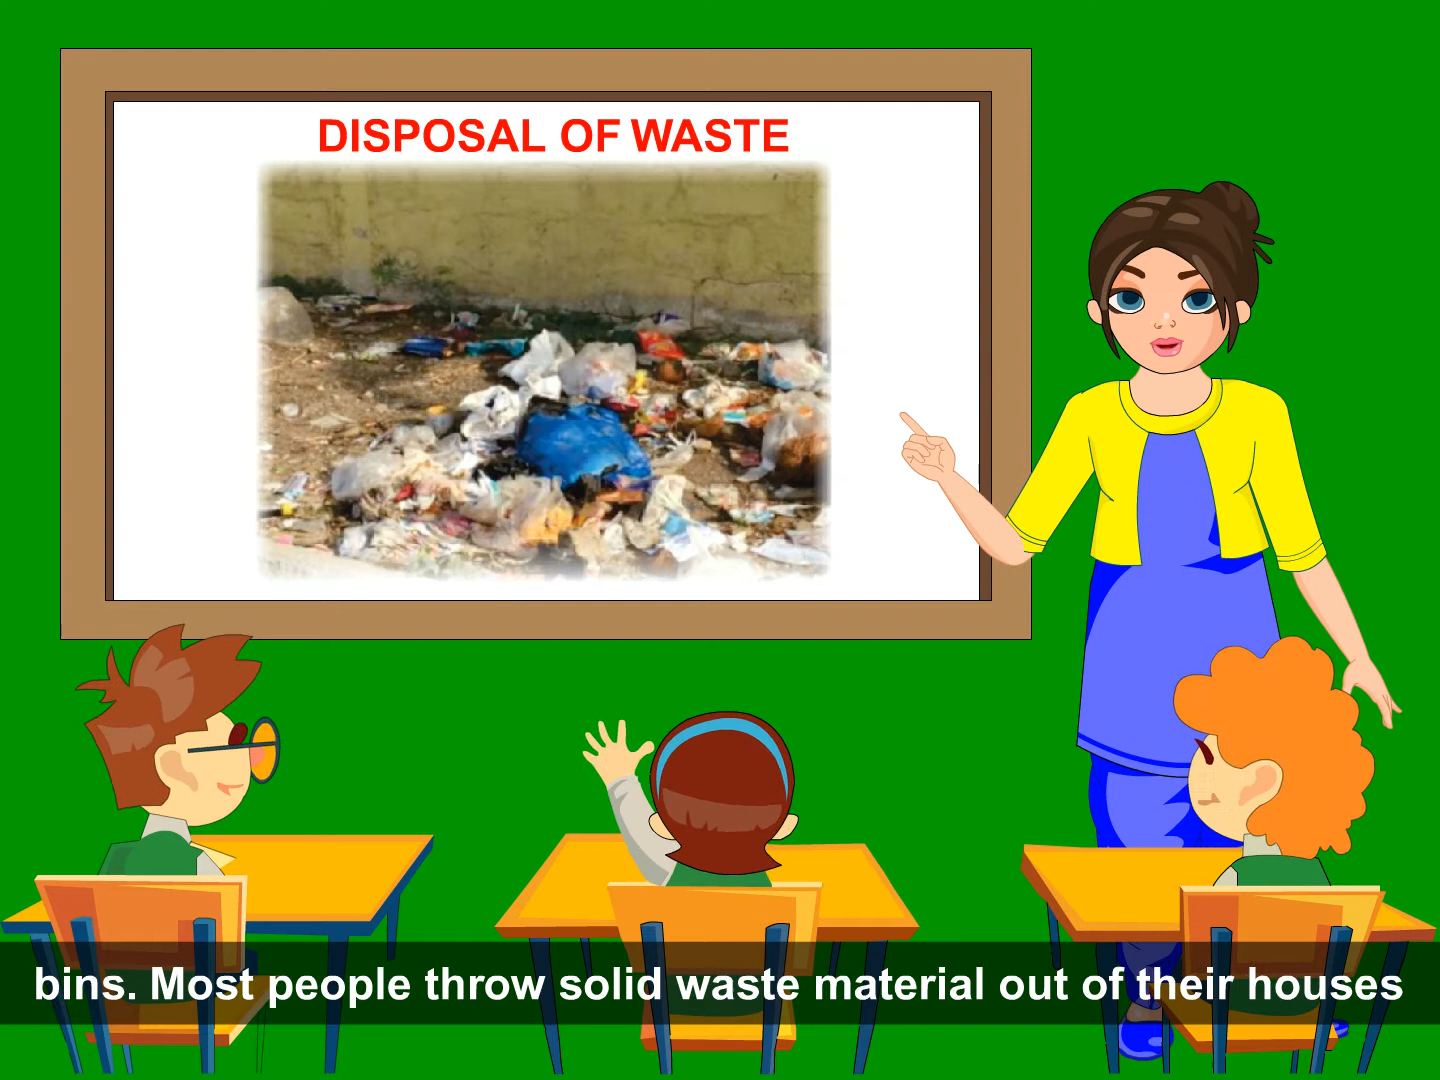 DISPOSAL OF WASTE
bins. Most people throw solid waste material out of their houses